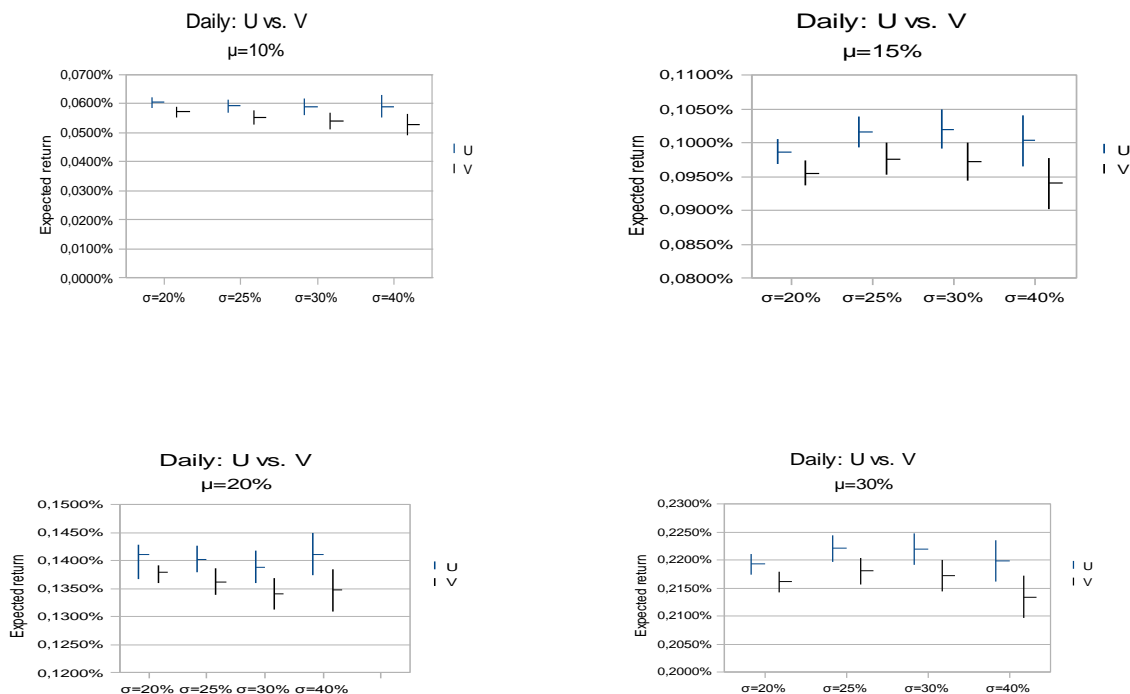 Daily: U vs. V
μ=10%
Expected return
0,0700%
0,0600%
0,0500%
0,0400%
0,0300%
0,0200%
0,0100%
0,0000%
σ=20%
σ=25%
σ=30%
σ=40%
U
V
Daily: U vs. V
μ=15%
Expected return
0,1100%
0,1050%
0,1000%
0,0950%
0,0900%
0,0850%
0,0800%
σ=20%
σ=25%
σ=30%
σ=40%
U
V
Daily: U vs. V
μ=20%
Expected return
0,1500%
0,1450%
0,1400%
0,1350%
0,1300%
0,1250%
0,1200%
σ=20%
σ=25%
σ=30%
σ=40%
U
V
Daily: U vs. V
μ=30%
Expected return
0,2300%
0,2250%
0,2200%
0,2150%
0,2100%
0,2050%
0,2000%
σ=20%
σ=25%
σ=30%
σ=40%
U
V